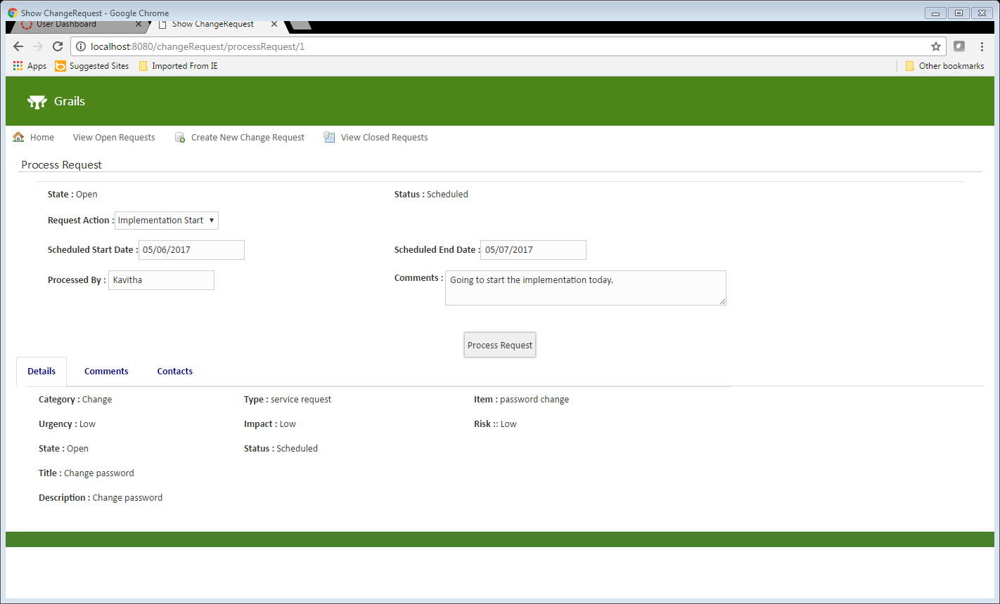 Show ChangeRequest - Google Chrome
User Dashboard Show ChangeRequest
localhost:8080/changeRequest/processRequest/1
Apps Suggested Sites Imported From IE Other bookmarks
Grails
Home View Open Requests Create New Change Request View Closed Requests
Process Request
State : Open Status : Scheduled
Request Action : Implementation Start
Scheduled Start Date : 05/06/2017 Scheduled End Date : 05/07/2017
Processed By : Kavitha Comments : Going to start the implementation today.
Process Request
Details Comments Contacts
Category : Change Type : service request Item : password change
Urgency : Low Impact : Low Risk :: Low
State : Open Status : Scheduled
Title : Change password
Description : Change password